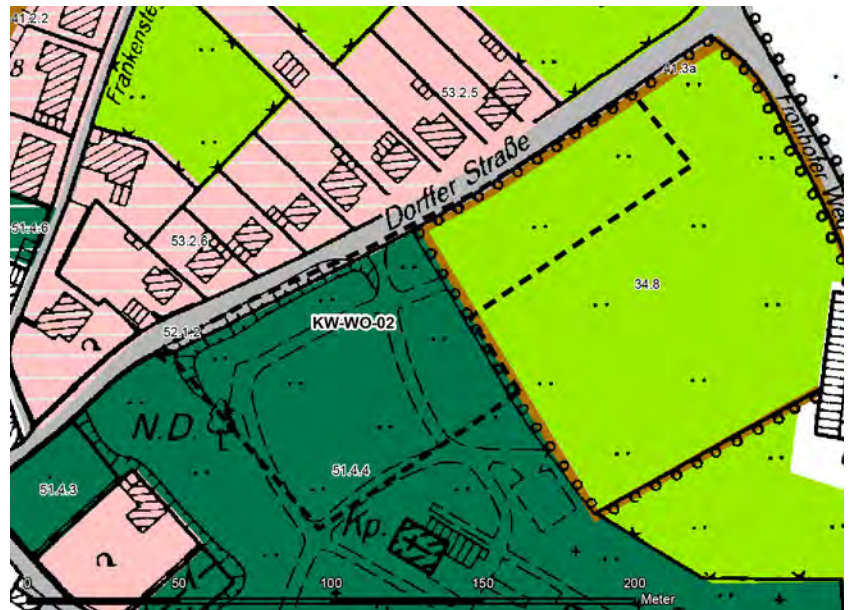 41.2.2
8
Frankenste
53.2.5
41.3a
Fronhofer Weg
Dorffer Straße
51.4.6
53.2.6
34.8
52.1.2
KW-WO-02
N.D.
51.4.4
51.4.3
Kp.
0 50 100 150 200
Meter